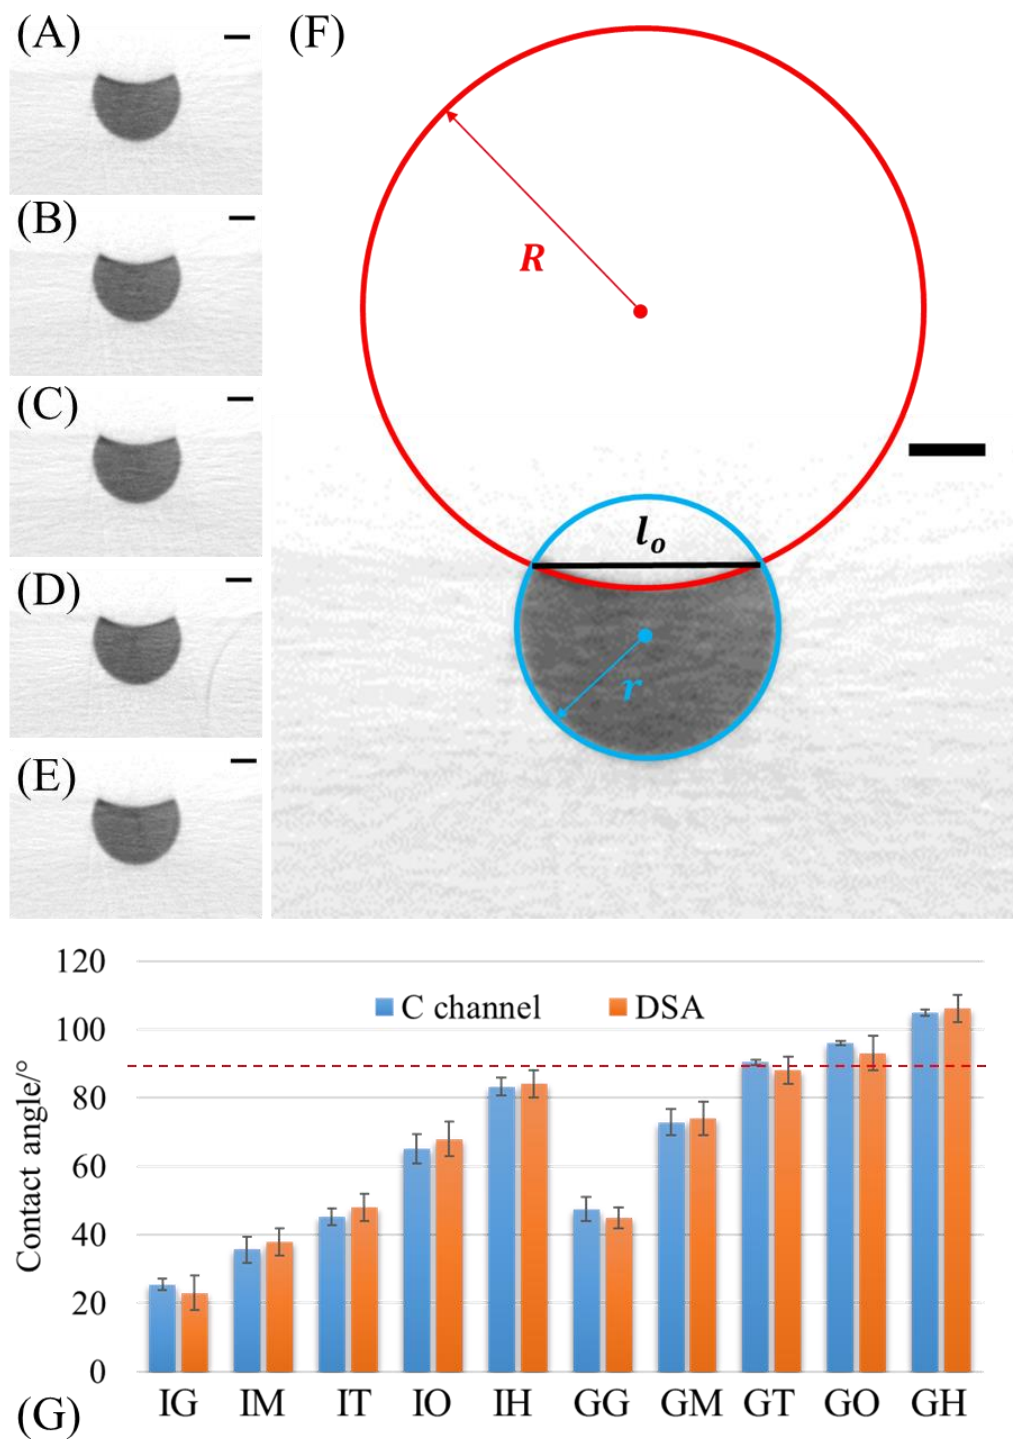 (A)
(B)
(C)
(D)
(E)
(F)
R
lₒ
r
120
100
80
60
40
20
0
Contact angle/°
C channel DSA
IG IM IT IO IH GG GM GT GO GH
(G)